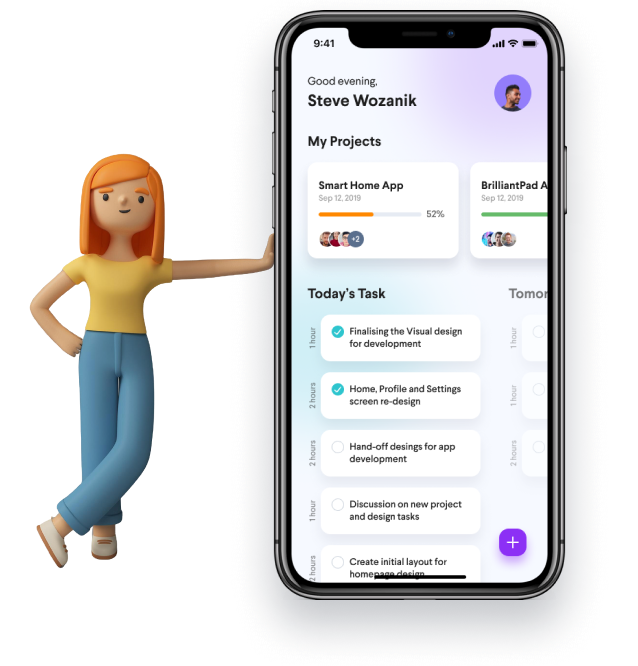 9:41
Good evening,
Steve Wozanik
My Projects
Smart Home App
Sep 12, 2019
52%
+2
BrilliantPad A
Sep 12, 2019
Today's Task
Tomor
1 hour
Finalising the Visual design
for development
1 hour
2 hours
Home, Profile and Settings
screen re-design
1 hour
2 hours
Hand-off desings for app
development
2 hours
1 hour
Discussion on new project
and design tasks
2 hours
Create initial layout for
homepage design